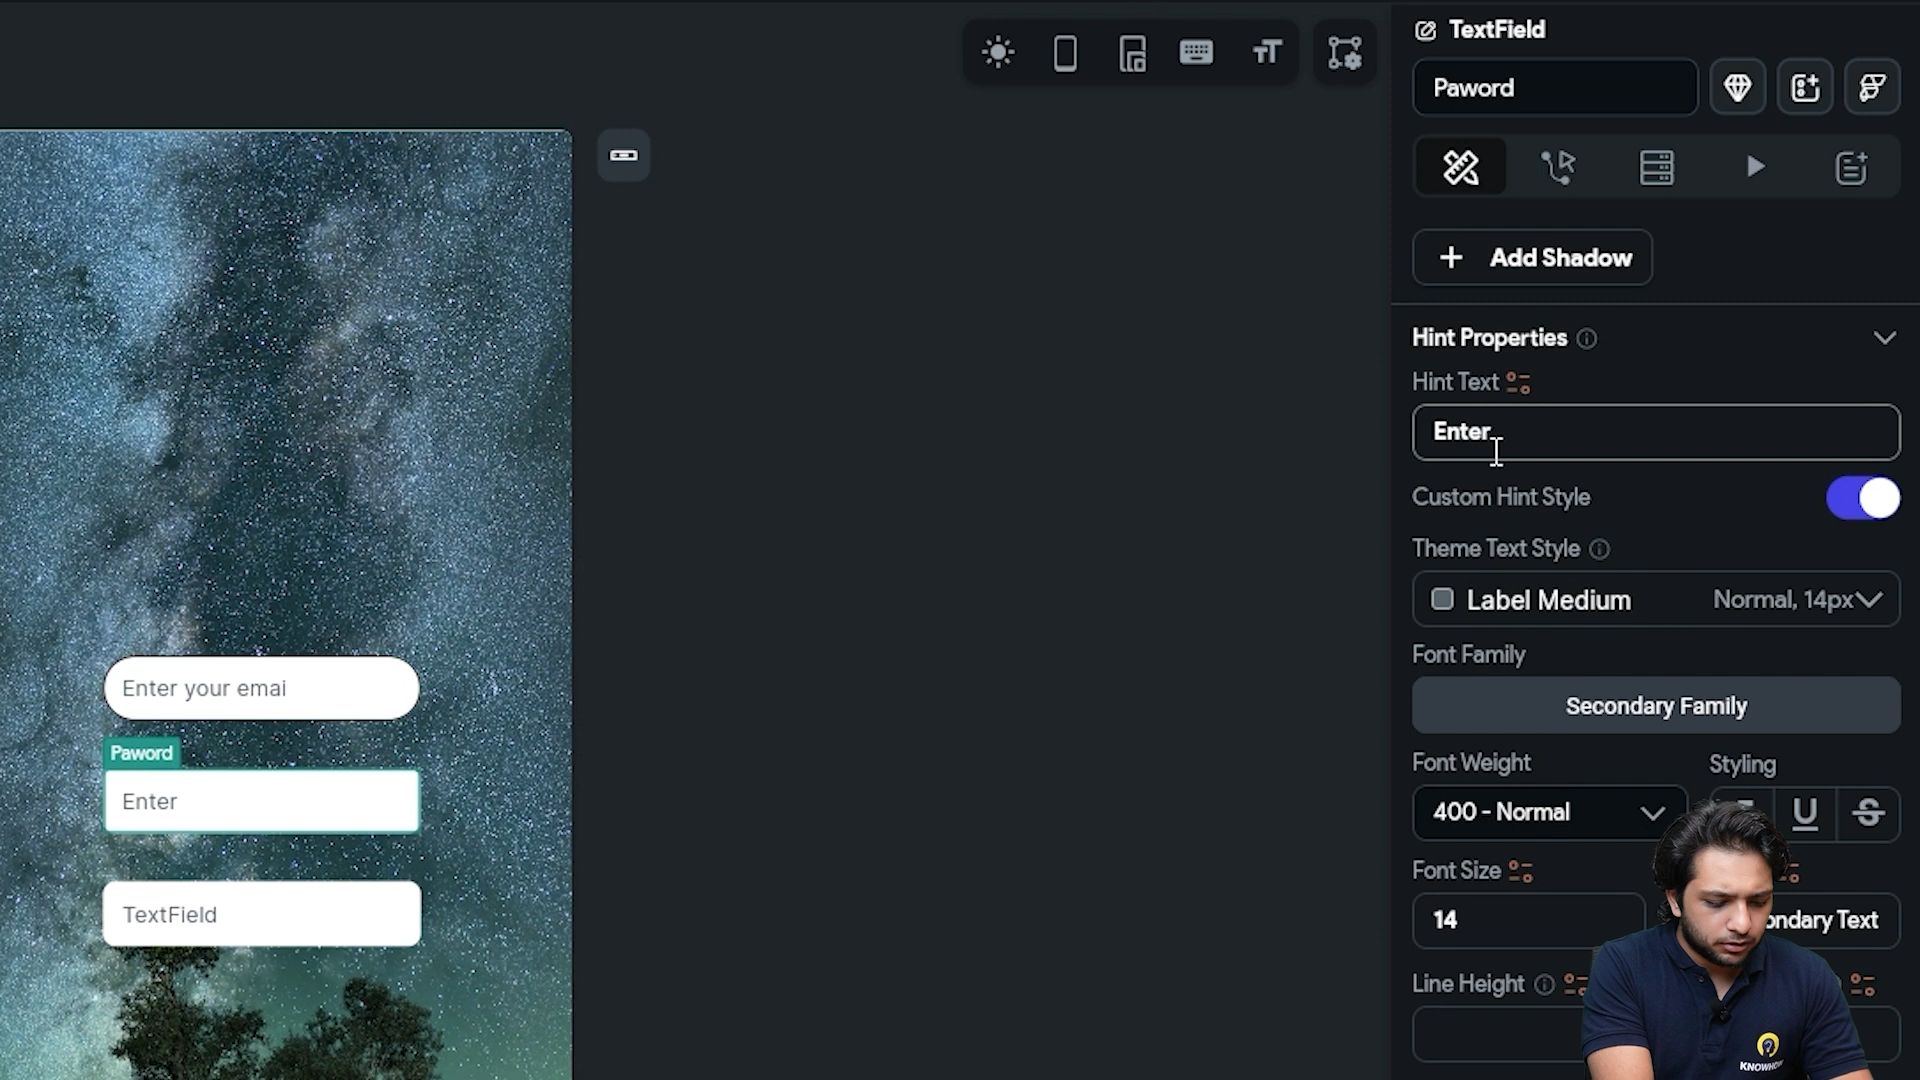 TextField
Paword
Add Shadow
Hint Properties
Hint Text
Enter
Custom Hint Style
Theme Text Style
Label Medium
Normal, 14px
Font Family
Secondary Family
Font Weight
Styling
400 - Normal
U
S
Font Size
14
ondary Text
Line Height
Enter your emai
Paword
Enter
TextField